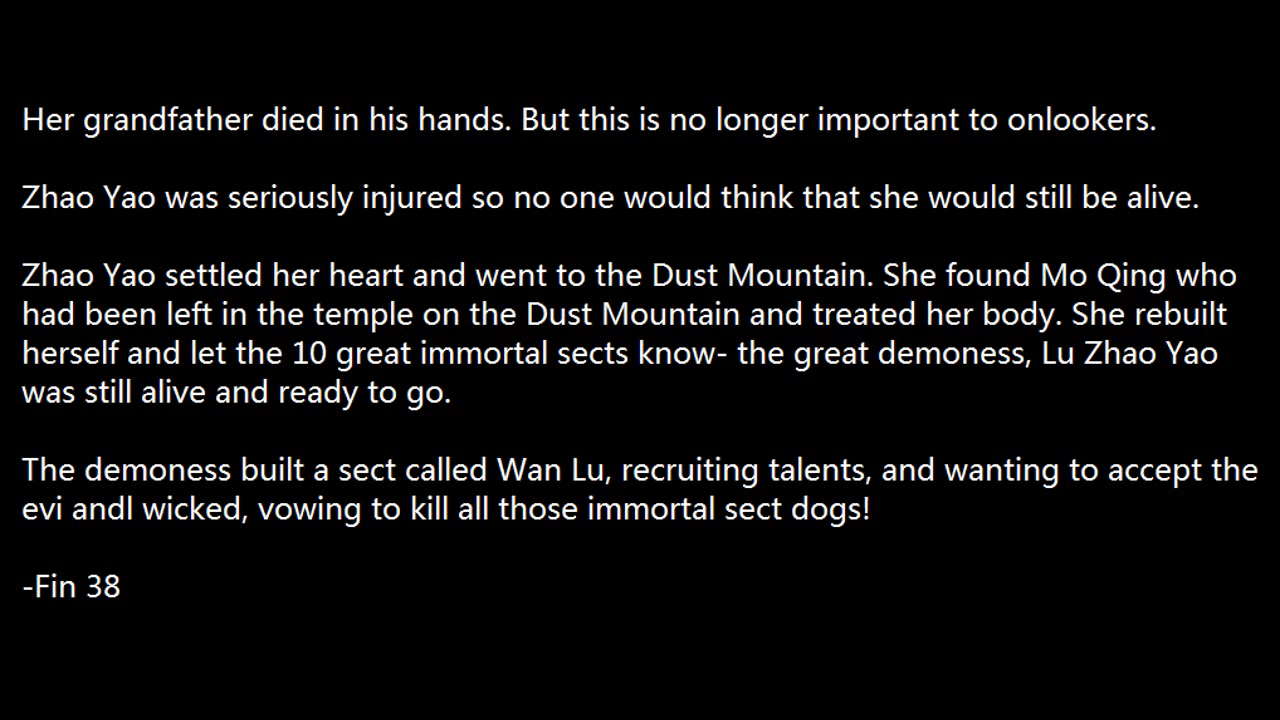 Her grandfather died in his hands. But this is no longer important to onlookers.
Zhao Yao was seriously injured so no one would think that she would still be alive.
Zhao Yao settled her heart and went to the Dust Mountain. She found Mo Qing who
had been left in the temple on the Dust Mountain and treated her body. She rebuilt
herself and let the 10 great immortal sects know- the great demoness, Lu Zhao Yao
was still alive and ready to go.
The demoness built a sect called Wan Lu, recruiting talents, and wanting to accept the
evi andl wicked, vowing to kill all those immortal sect dogs!
-Fin 38